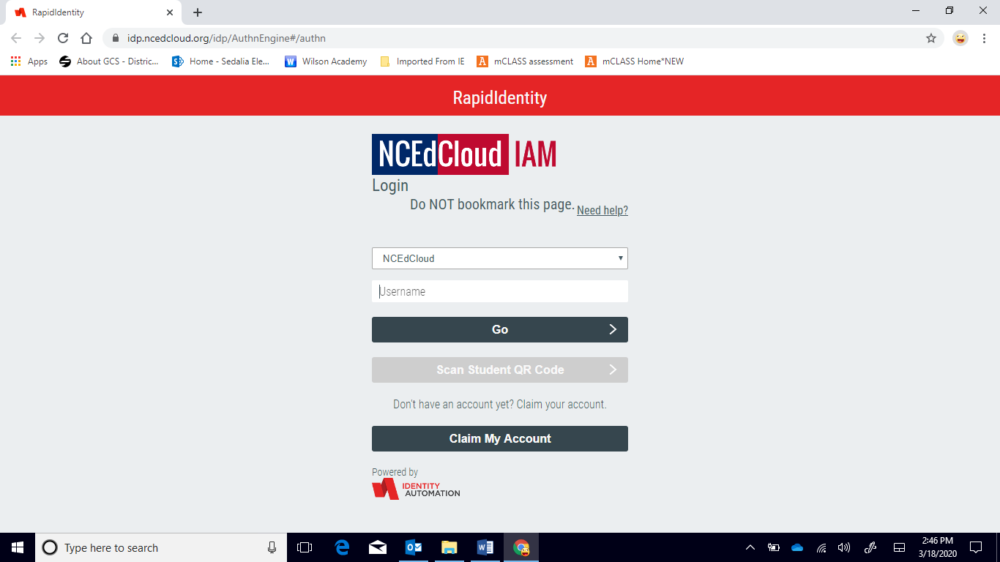 RapidIdentity
idp.ncedcloud.org/idp/AuthnEngine#/authn
Apps About GCS - Distric... Home - Sedalia Ele... Wilson Academy Imported From IE mCLASS assessment mCLASS Home*NEW
RapidIdentity
NCEdCloud IAM
Login
Do NOT bookmark this page. Need help?
NCEdCloud
Username
Go
Scan Student QR Code
Don't have an account yet? Claim your account.
Claim My Account
Powered by
IDENTITY
AUTOMATION
Type here to search
2:46 PM
3/18/2020